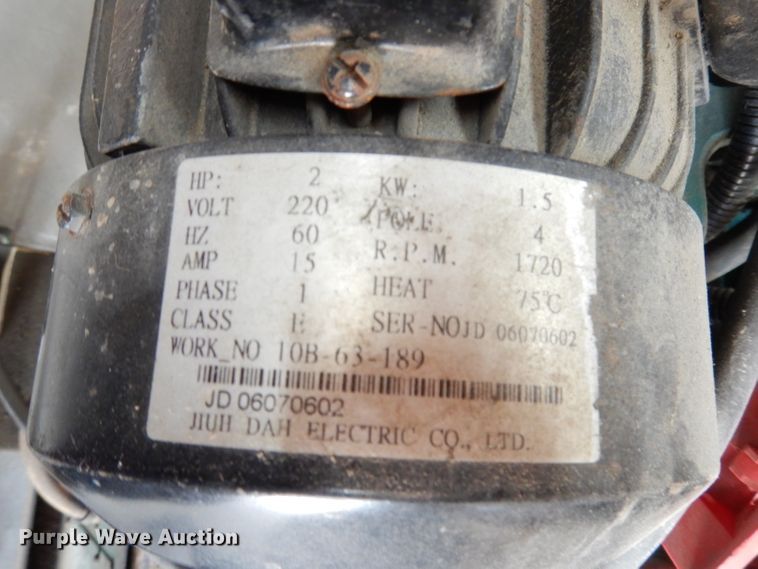 HP: 2 KW: 1.5
VOLT 220 POLE 4
HZ 60 R.P.M. 1720
AMP 15 HEAT 75°C
PHASE 1 SER-NO JD 06070602
CLASS E
WORK_NO 10B-63-189
JD 06070602
JIUH DAH ELECTRIC CO., LTD.
Purple Wave Auction